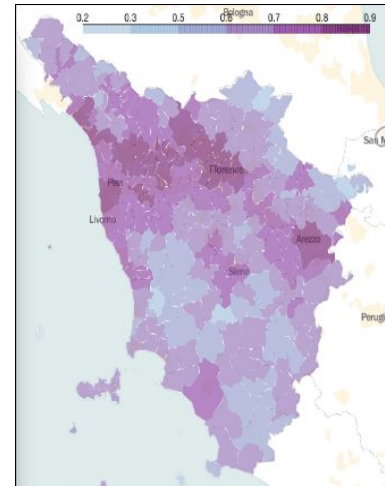 Bologna
0.2 0.3 0.5 0.6 0.7 0.8 0.9
San M
Florence
Pisa
Livorno
Arezzo
Siena
Perugi